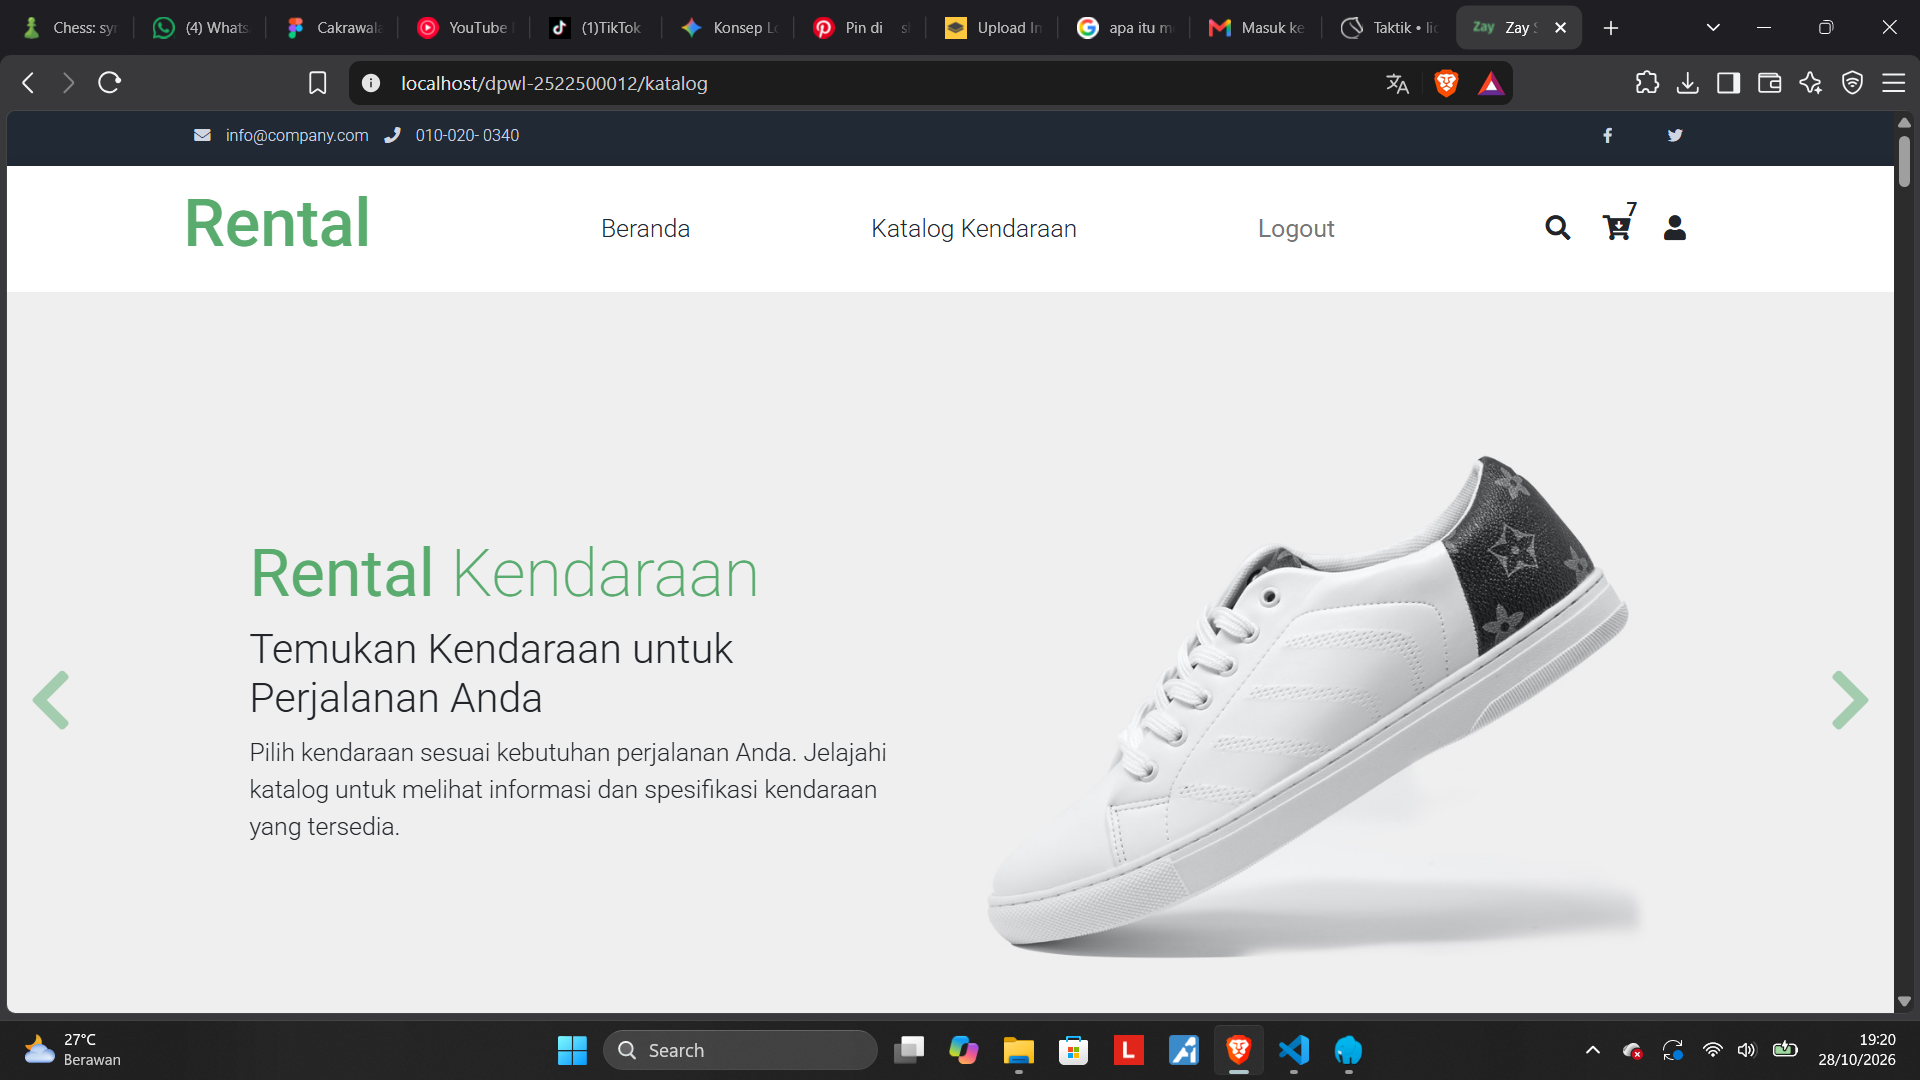 Chess: syr
(4) Whats
Cakrawala
YouTube
(1)TikTok
Konsep Lo
Pin di
Upload In
apa itu m
Masuk ke
Taktik • lic
Zay
Zay S
localhost/dpwl-2522500012/katalog
info@company.com
010-020- 0340
Rental
Beranda
Katalog Kendaraan
Logout
7
Rental Kendaraan
Temukan Kendaraan untuk
Perjalanan Anda
Pilih kendaraan sesuai kebutuhan perjalanan Anda. Jelajahi
katalog untuk melihat informasi dan spesifikasi kendaraan
yang tersedia.
27°C
Berawan
Search
L
19:20
28/10/2026